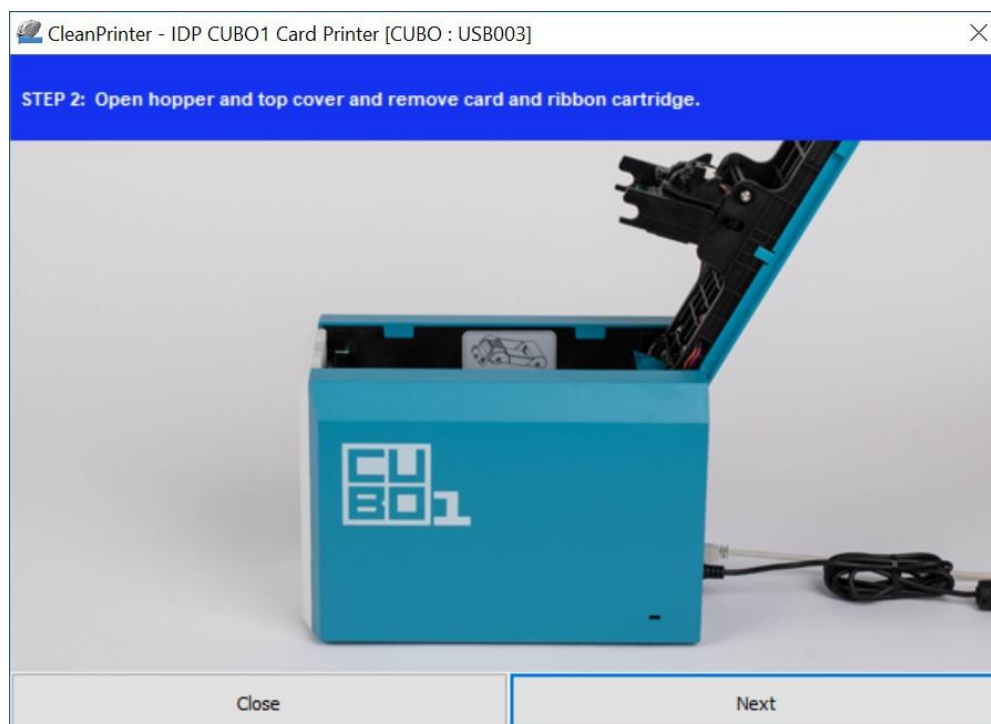 CleanPrinter - IDP CUBO1 Card Printer [CUBO : USB003]
STEP 2: Open hopper and top cover and remove card and ribbon cartridge.
CU
BO1
Close
Next